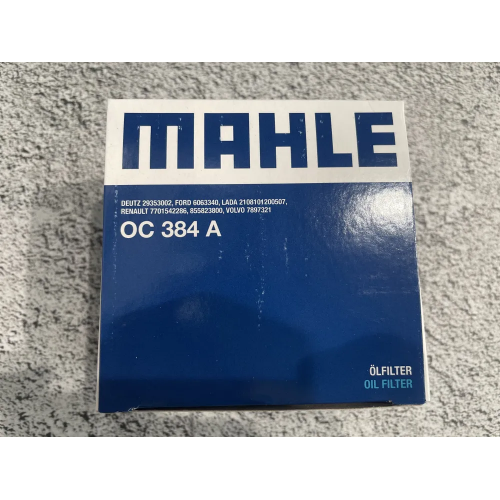 MAHLE
DEUTZ 29353002, FORD 6063340, LADA 2108101200507,
RENAULT 7701542286, 855823800, VOLVO 7897321
OC 384 A
ÖLFILTER
OIL FILTER